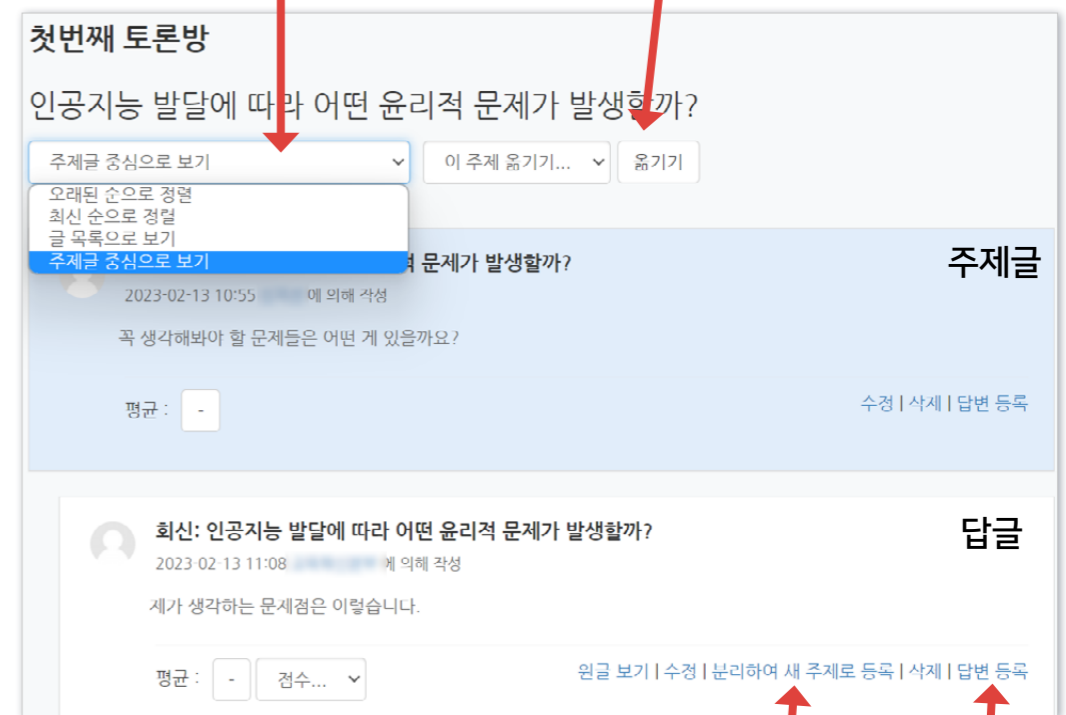 첫번째 토론방
인공지능 발달에 따라 어떤 윤리적 문제가 발생할까?
주제글 중심으로 보기
이 주제 옮기기...
옮기기
오래된 순으로 정렬
최신 순으로 정렬
글 목록으로 보기
주제글 중심으로 보기
문제가 발생할까?
주제글
2023-02-13 10:55 에 의해 작성
꼭 생각해봐야 할 문제들은 어떤 게 있을까요?
평균 : -
수정 | 삭제 | 답변 등록
회신: 인공지능 발달에 따라 어떤 윤리적 문제가 발생할까?
답글
2023-02-13 11:08 에 의해 작성
제가 생각하는 문제점은 이렇습니다.
평균 : - 점수...
원글 보기 | 수정 | 분리하여 새 주제로 등록 | 삭제 | 답변 등록